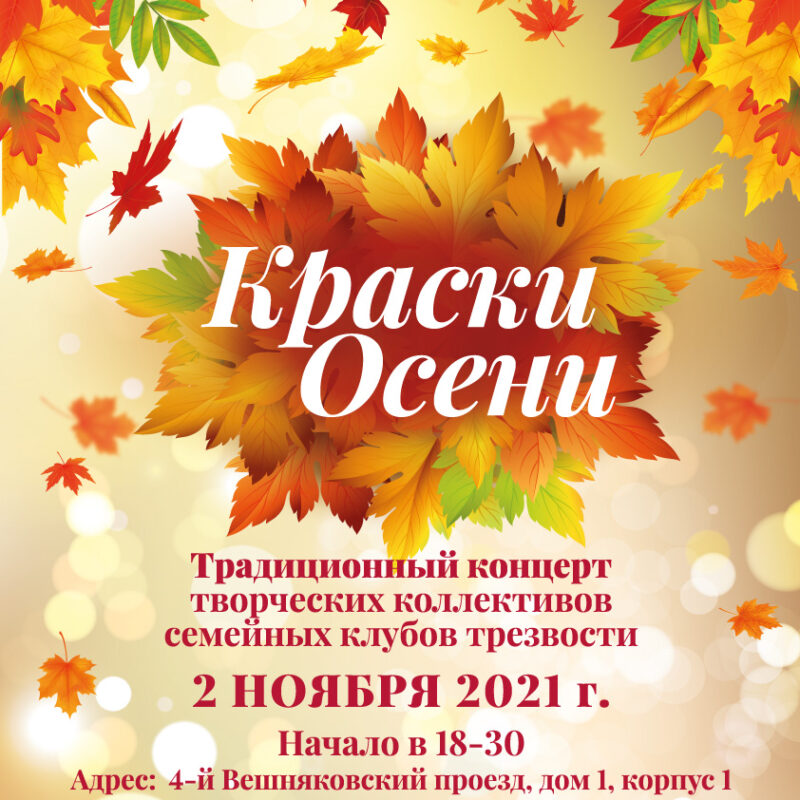 Краски
Осени
Традиционный концерт
творческих коллективов
семейных клубов трезвости
2 НОЯБРЯ 2021 г.
Начало в 18-30
Адрес: 4-й Вешняковский проезд, дом 1, корпус 1